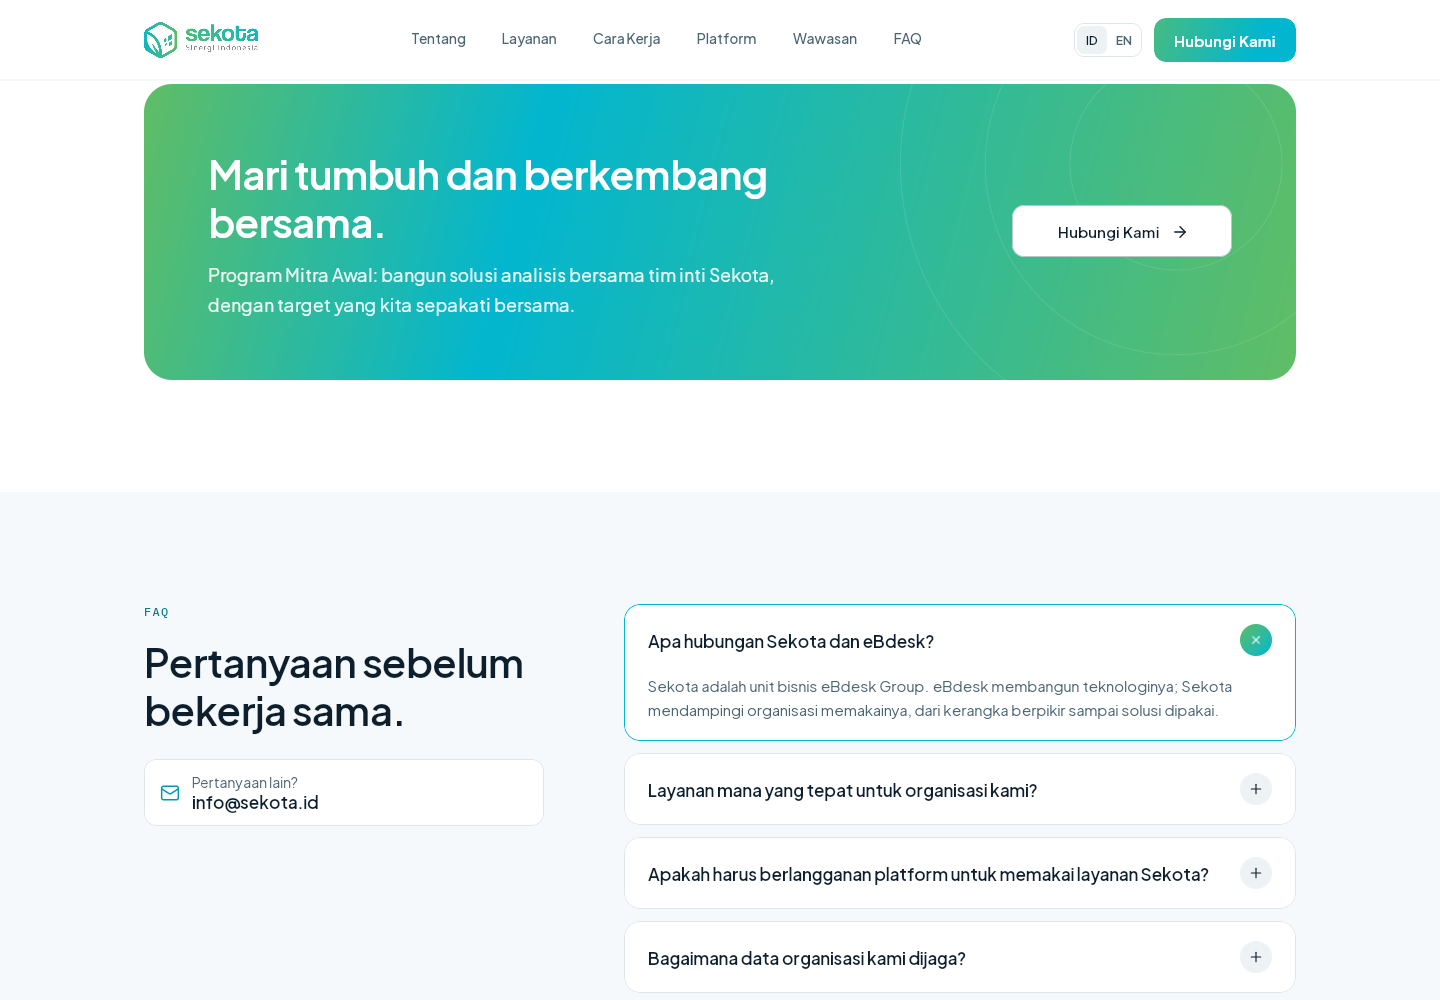 sekota
Sinergi Indonesia
Tentang
Layanan
Cara Kerja
Platform
Wawasan
FAQ
ID
EN
Hubungi Kami
Mari tumbuh dan berkembang
bersama.
Program Mitra Awal: bangun solusi analisis bersama tim inti Sekota,
dengan target yang kita sepakati bersama.
Hubungi Kami
FAQ
Pertanyaan sebelum
bekerja sama.
Pertanyaan lain?
info@sekota.id
Apa hubungan Sekota dan eBdesk?
Sekota adalah unit bisnis eBdesk Group. eBdesk membangun teknologinya; Sekota
mendampingi organisasi memakainya, dari kerangka berpikir sampai solusi dipakai.
Layanan mana yang tepat untuk organisasi kami?
Apakah harus berlangganan platform untuk memakai layanan Sekota?
Bagaimana data organisasi kami dijaga?